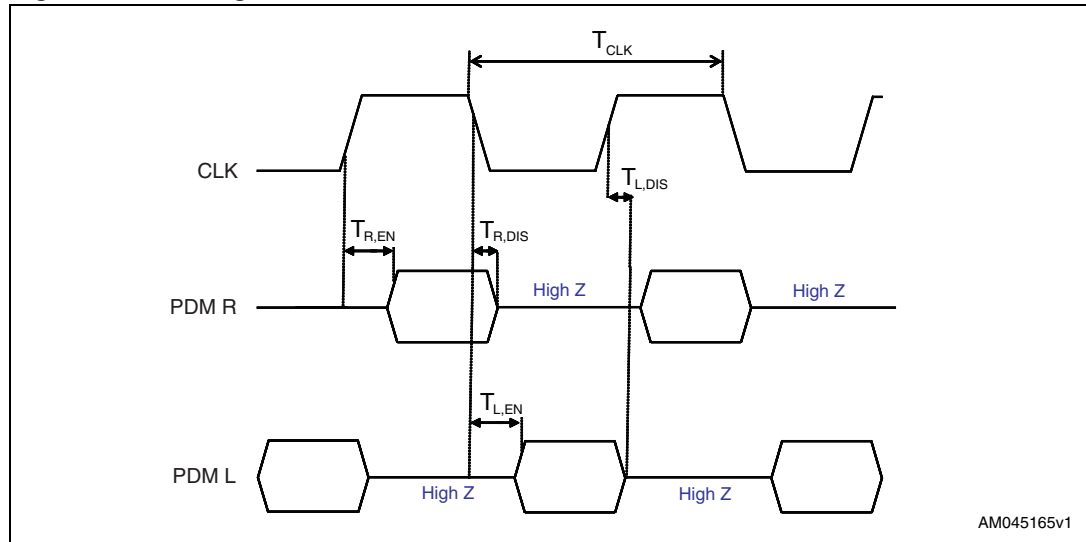 T_CLK
CLK
T_L,DIS
T_R,EN
T_R,DIS
PDM R
High Z
High Z
T_L,EN
PDM L
High Z
High Z
AM045165v1